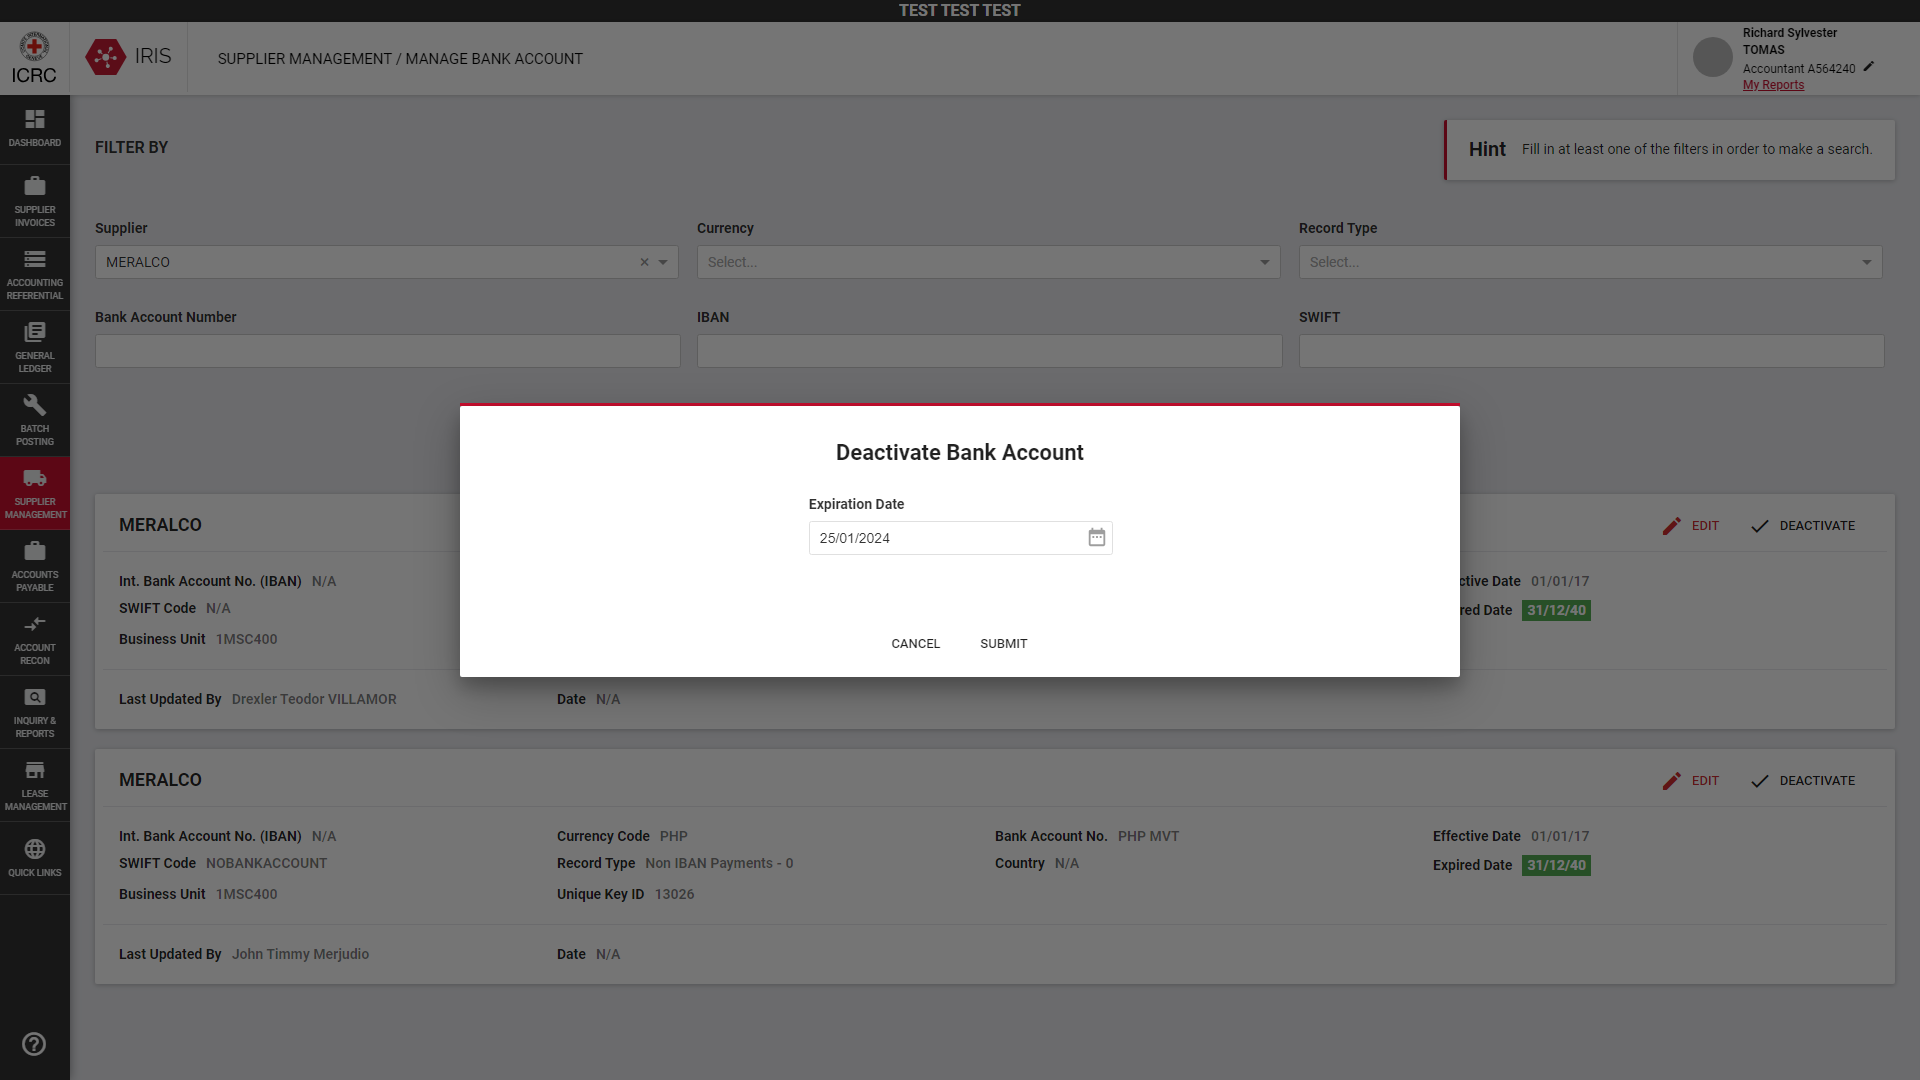 TEST TEST TEST
ICRC
IRIS
SUPPLIER MANAGEMENT / MANAGE BANK ACCOUNT
Richard Sylvester
TOMAS
Accountant A564240
My Reports
DASHBOARD
SUPPLIER
INVOICES
ACCOUNTING
REFERENTIAL
GENERAL
LEDGER
BATCH
POSTING
SUPPLIER
MANAGEMENT
ACCOUNTS
PAYABLE
ACCOUNT
RECON
INQUIRY &
REPORTS
LEASE
MANAGEMENT
QUICK LINKS
FILTER BY
Hint Fill in at least one of the filters in order to make a search.
Supplier Currency Record Type
MERALCO Select... Select...
Bank Account Number IBAN SWIFT
Deactivate Bank Account
Expiration Date
25/01/2024
CANCEL SUBMIT
MERALCO EDIT DEACTIVATE
Int. Bank Account No. (IBAN) N/A ctive Date 01/01/17
SWIFT Code N/A red Date 31/12/40
Business Unit 1MSC400
Last Updated By Drexler Teodor VILLAMOR Date N/A
MERALCO EDIT DEACTIVATE
Int. Bank Account No. (IBAN) N/A Currency Code PHP Bank Account No. PHP MVT Effective Date 01/01/17
SWIFT Code NOBANKACCOUNT Record Type Non IBAN Payments - 0 Country N/A Expired Date 31/12/40
Business Unit 1MSC400 Unique Key ID 13026
Last Updated By John Timmy Merjudio Date N/A